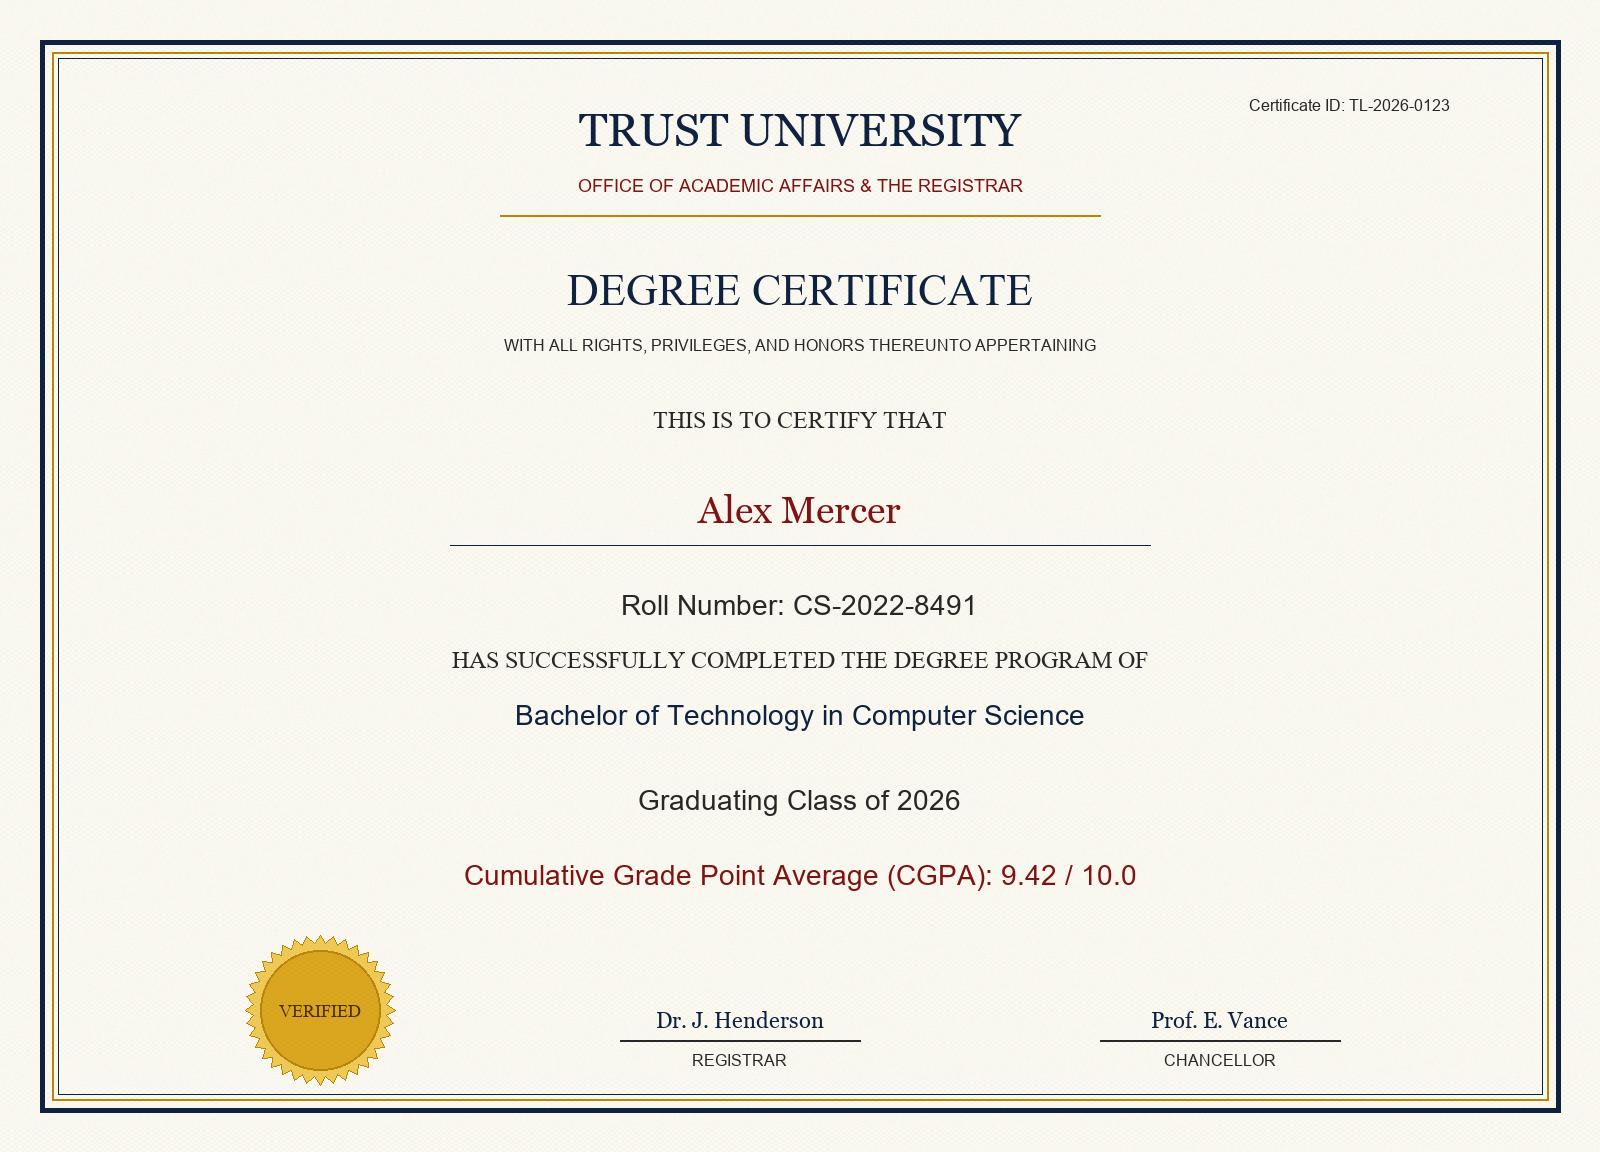 Certificate ID: TL-2026-0123
TRUST UNIVERSITY
OFFICE OF ACADEMIC AFFAIRS & THE REGISTRAR
DEGREE CERTIFICATE
WITH ALL RIGHTS, PRIVILEGES, AND HONORS THEREUNTO APPERTAINING
THIS IS TO CERTIFY THAT
Alex Mercer
Roll Number: CS-2022-8491
HAS SUCCESSFULLY COMPLETED THE DEGREE PROGRAM OF
Bachelor of Technology in Computer Science
Graduating Class of 2026
Cumulative Grade Point Average (CGPA): 9.42 / 10.0
VERIFIED
Dr. J. Henderson
REGISTRAR
Prof. E. Vance
CHANCELLOR